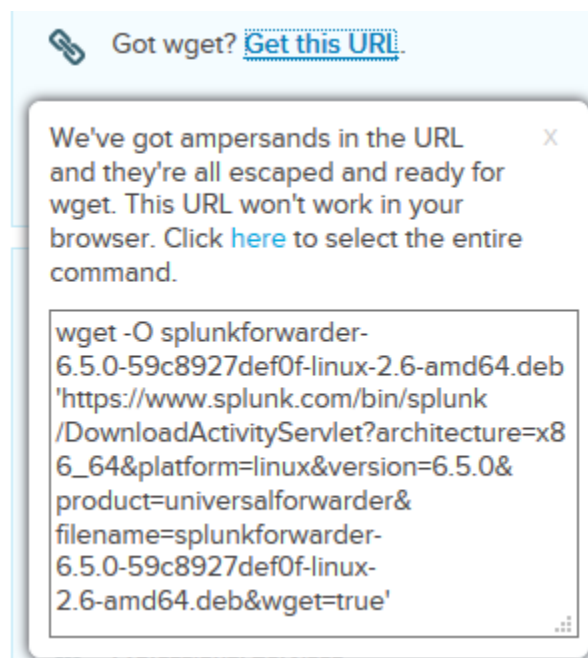 Got wget? Get this URL.
We've got ampersands in the URL
and they're all escaped and ready for
wget. This URL won't work in your
browser. Click here to select the entire
command.
x
wget -O splunkforwarder-
6.5.0-59c8927def0f-linux-2.6-amd64.deb
'https://www.splunk.com/bin/splunk
/DownloadActivityServlet?architecture=x8
6_64&platform=linux&version=6.5.0&
product=universalforwarder&
filename=splunkforwarder-
6.5.0-59c8927def0f-linux-
2.6-amd64.deb&wget=true'